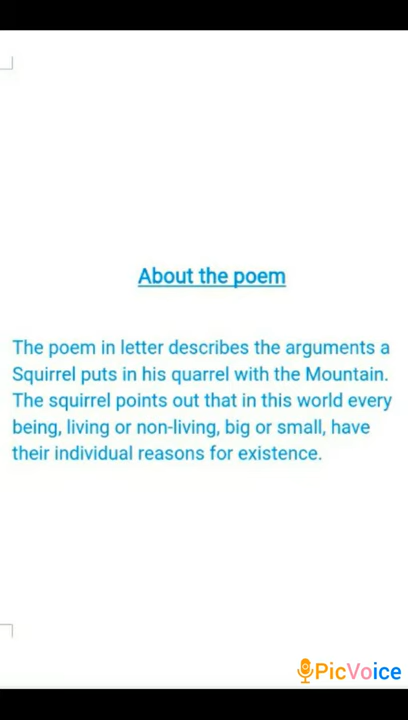 About the poem
The poem in letter describes the arguments a
Squirrel puts in his quarrel with the Mountain.
The squirrel points out that in this world every
being, living or non-living, big or small, have
their individual reasons for existence.
PicVoice